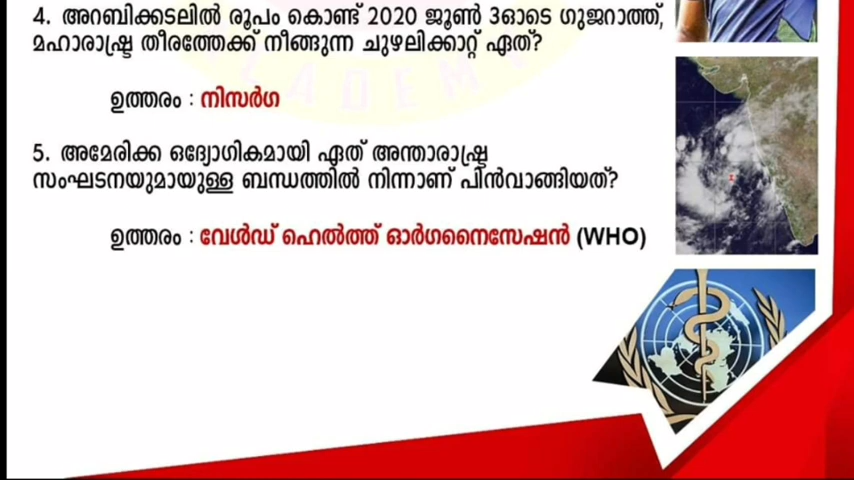 4. അറബിക്കടലിൽ രൂപം കൊണ്ട് 2020 ജൂൺ 3ഓടെ ഗുജറാത്ത്,
മഹാരാഷ്ട്ര തീരത്തേക്ക് നീങ്ങുന്ന ചുഴലിക്കാറ്റ് ഏത്?
ഉത്തരം : നിസർഗ
5. അമേരിക്ക ഒദ്യോഗികമായി ഏത് അന്താരാഷ്ട്ര
സംഘടനയുമായുള്ള ബന്ധത്തിൽ നിന്നാണ് പിൻവാങ്ങിയത്?
ഉത്തരം : വേൾഡ് ഹെൽത്ത് ഓർഗനൈസേഷൻ (WHO)